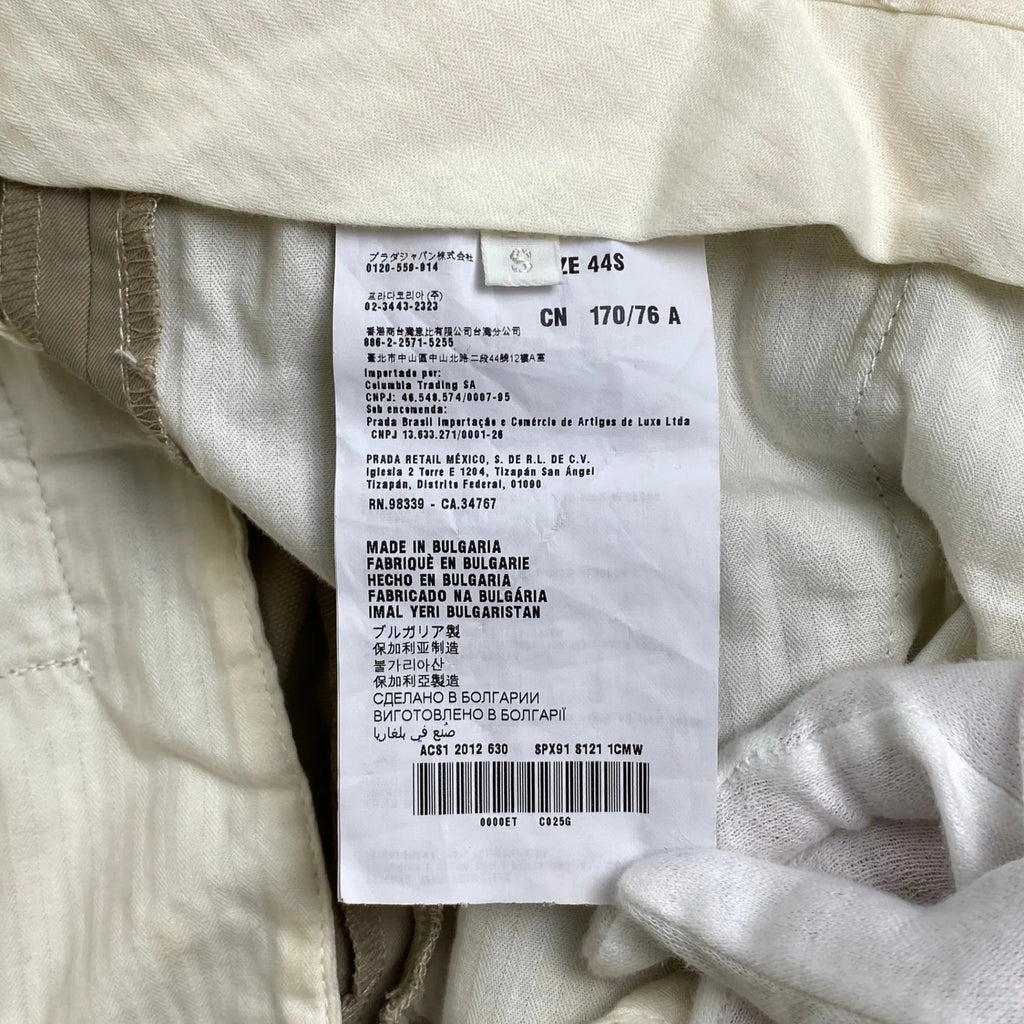 プラダジャパン株式会社
0120-559-914
S
ZE 44S
프라다코리아 (주)
02-3443-2323
CN 170/76 A
香港商台灣意比有限公司台灣分公司
886-2-2571-5255
臺北市中山區中山北路二段44號12樓A室
Importado por:
Columbia Trading SA
CNPJ: 46.548.574/0007-95
Sob encomenda:
Prada Brasil Importação e Comércio de Artigos de Luxo Ltda
CNPJ 13.633.271/0001-26
PRADA RETAIL MÉXICO, S. DE R.L. DE C.V.
Iglesia 2 Torre E 1204, Tizapán San Ángel
Tizapán, Distrito Federal, 01090
RN.98339 - CA.34767
MADE IN BULGARIA
FABRIQUÈ EN BULGARIE
HECHO EN BULGARIA
FABRICADO NA BULGÁRIA
IMAL YERI BULGARISTAN
ブルガリア製
保加利亚制造
불가리아산
保加利亞製造
СДЕЛАНО В БОЛГАРИИ
ВИГОТОВЛЕНО В БОЛГАРІЇ
صُنع في بلغاريا
ACS1 2012 630 SPX91 S121 1CMW
0000ET C025G